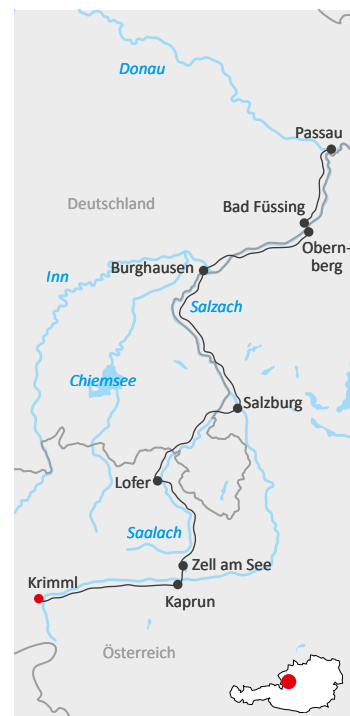 Donau
Passau
Deutschland
Bad Füssing
Obern-
berg
Burghausen
Inn
Salzach
Chiemsee
Salzburg
Lofer
Saalach
Zell am See
Krimml
Kaprun
Österreich